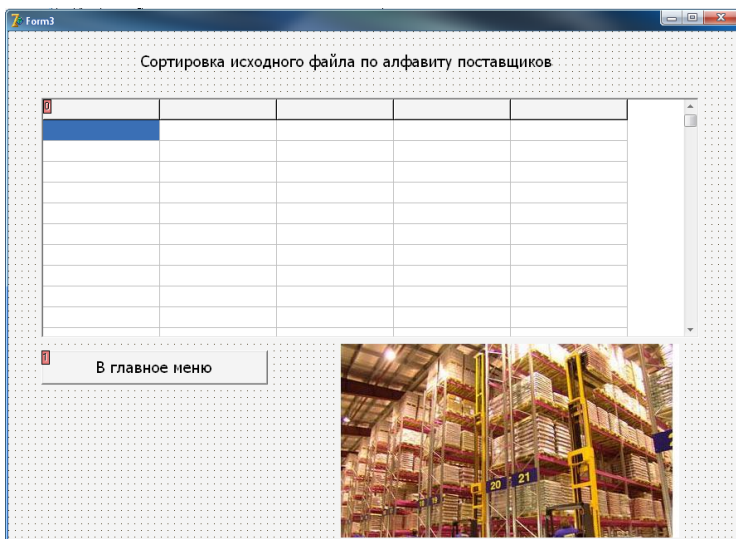 Form3
Сортировка исходного файла по алфавиту поставщиков
0
1
В главное меню
20
21